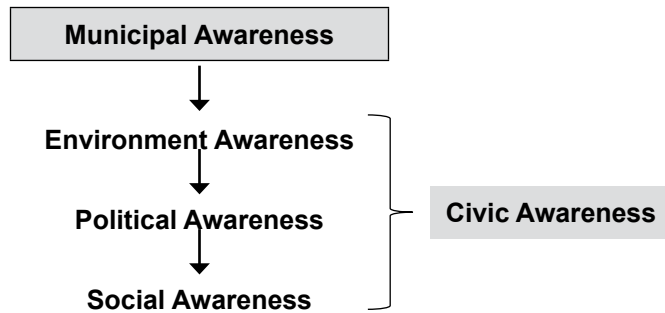 Municipal Awareness
Environment Awareness
Political Awareness
Civic Awareness
Social Awareness